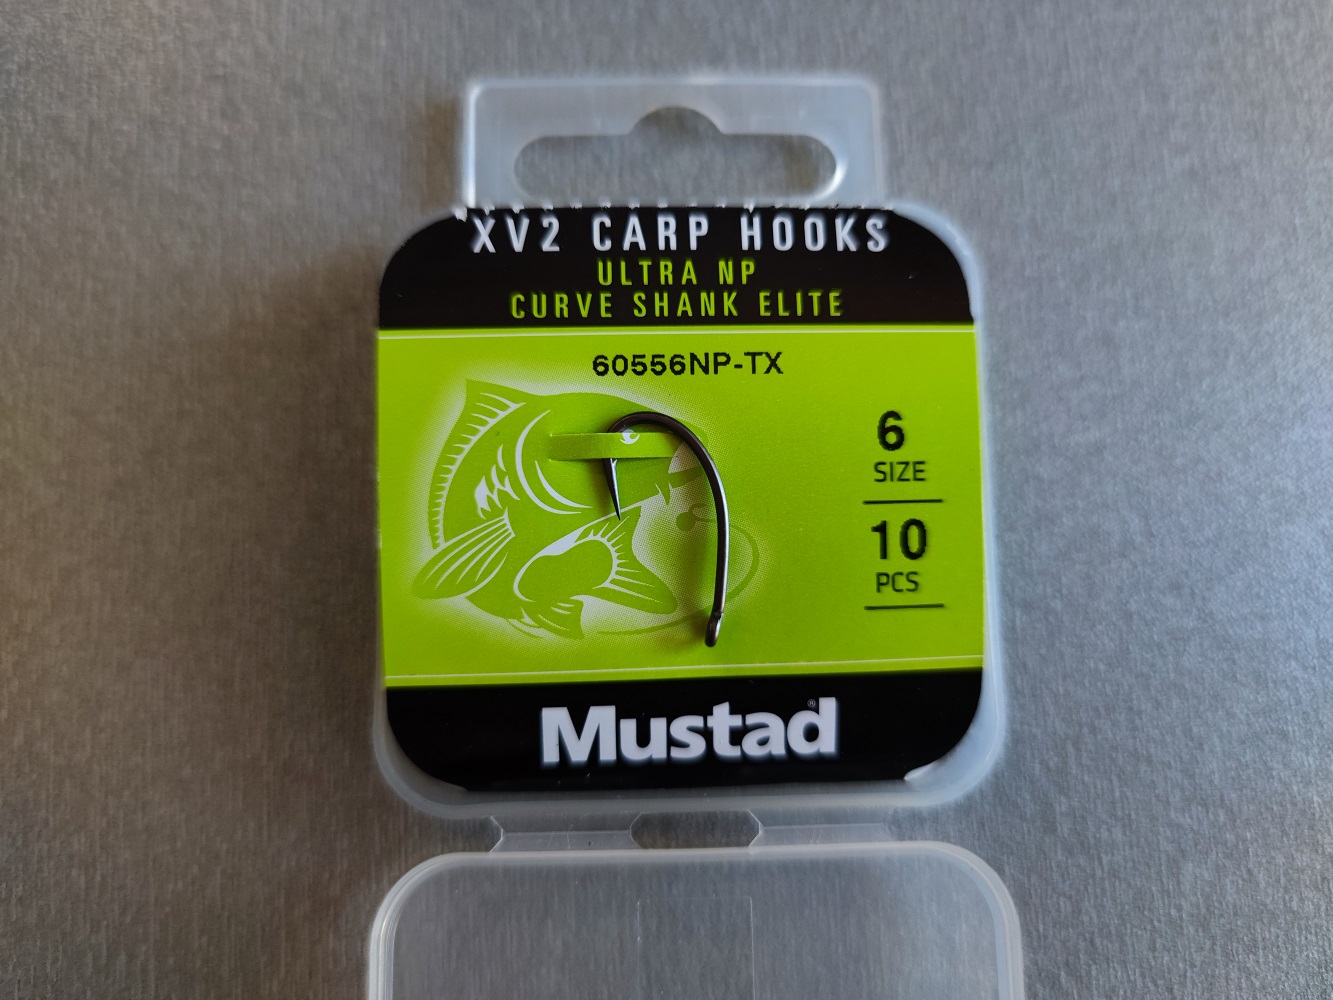 XV2 CARP HOOKS
ULTRA NP
CURVE SHANK ELITE
60556NP-TX
6
SIZE
10
PCS
Mustad®